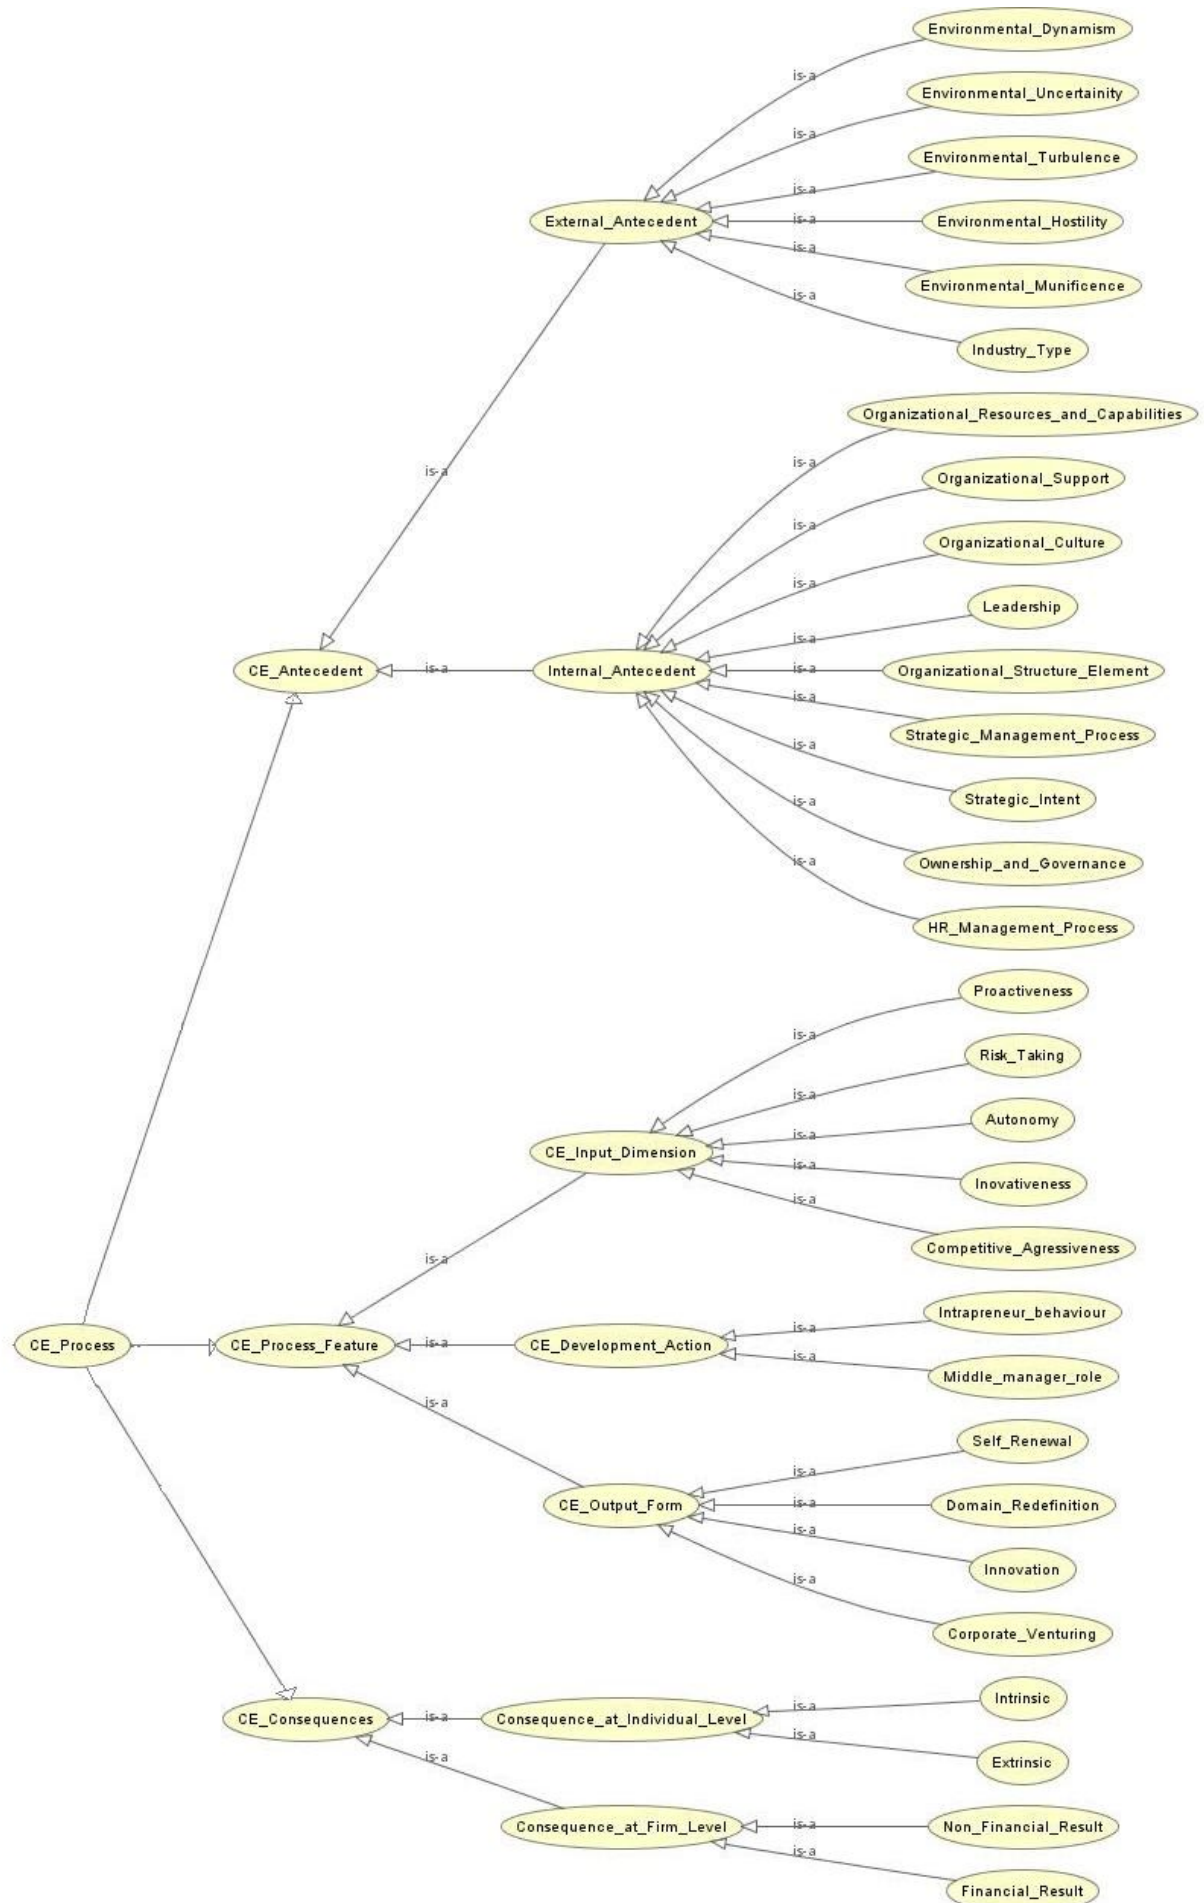 Environmental_Dynamism
is-a
Environmental_Uncertainity
is-a
Environmental_Turbulence
is-a
External_Antecedent
is-a
Environmental_Hostility
is-a
Environmental_Munificence
is-a
Industry_Type
Organizational_Resources_and_Capabilities
is-a
is-a
Organizational_Support
is-a
Organizational_Culture
is-a
Leadership
is-a
CE_Antecedent
is-a
Internal_Antecedent
is-a
Organizational_Structure_Element
is-a
Strategic_Management_Process
is-a
Strategic_Intent
is-a
Ownership_and_Governance
is-a
HR_Management_Process
Proactiveness
is-a
Risk_Taking
is-a
Autonomy
is-a
CE_Input_Dimension
is-a
Inovativeness
is-a
Competitive_Agressiveness
is-a
Intrapreneur_behaviour
is-a
CE_Process
CE_Process_Feature
is-a
CE_Development_Action
is-a
Middle_manager_role
is-a
Self_Renewal
is-a
CE_Output_Form
is-a
Domain_Redefinition
is-a
Innovation
is-a
Corporate_Venturing
Intrinsic
is-a
CE_Consequences
is-a
Consequence_at_Individual_Level
is-a
Extrinsic
is-a
Consequence_at_Firm_Level
is-a
Non_Financial_Result
is-a
Financial_Result